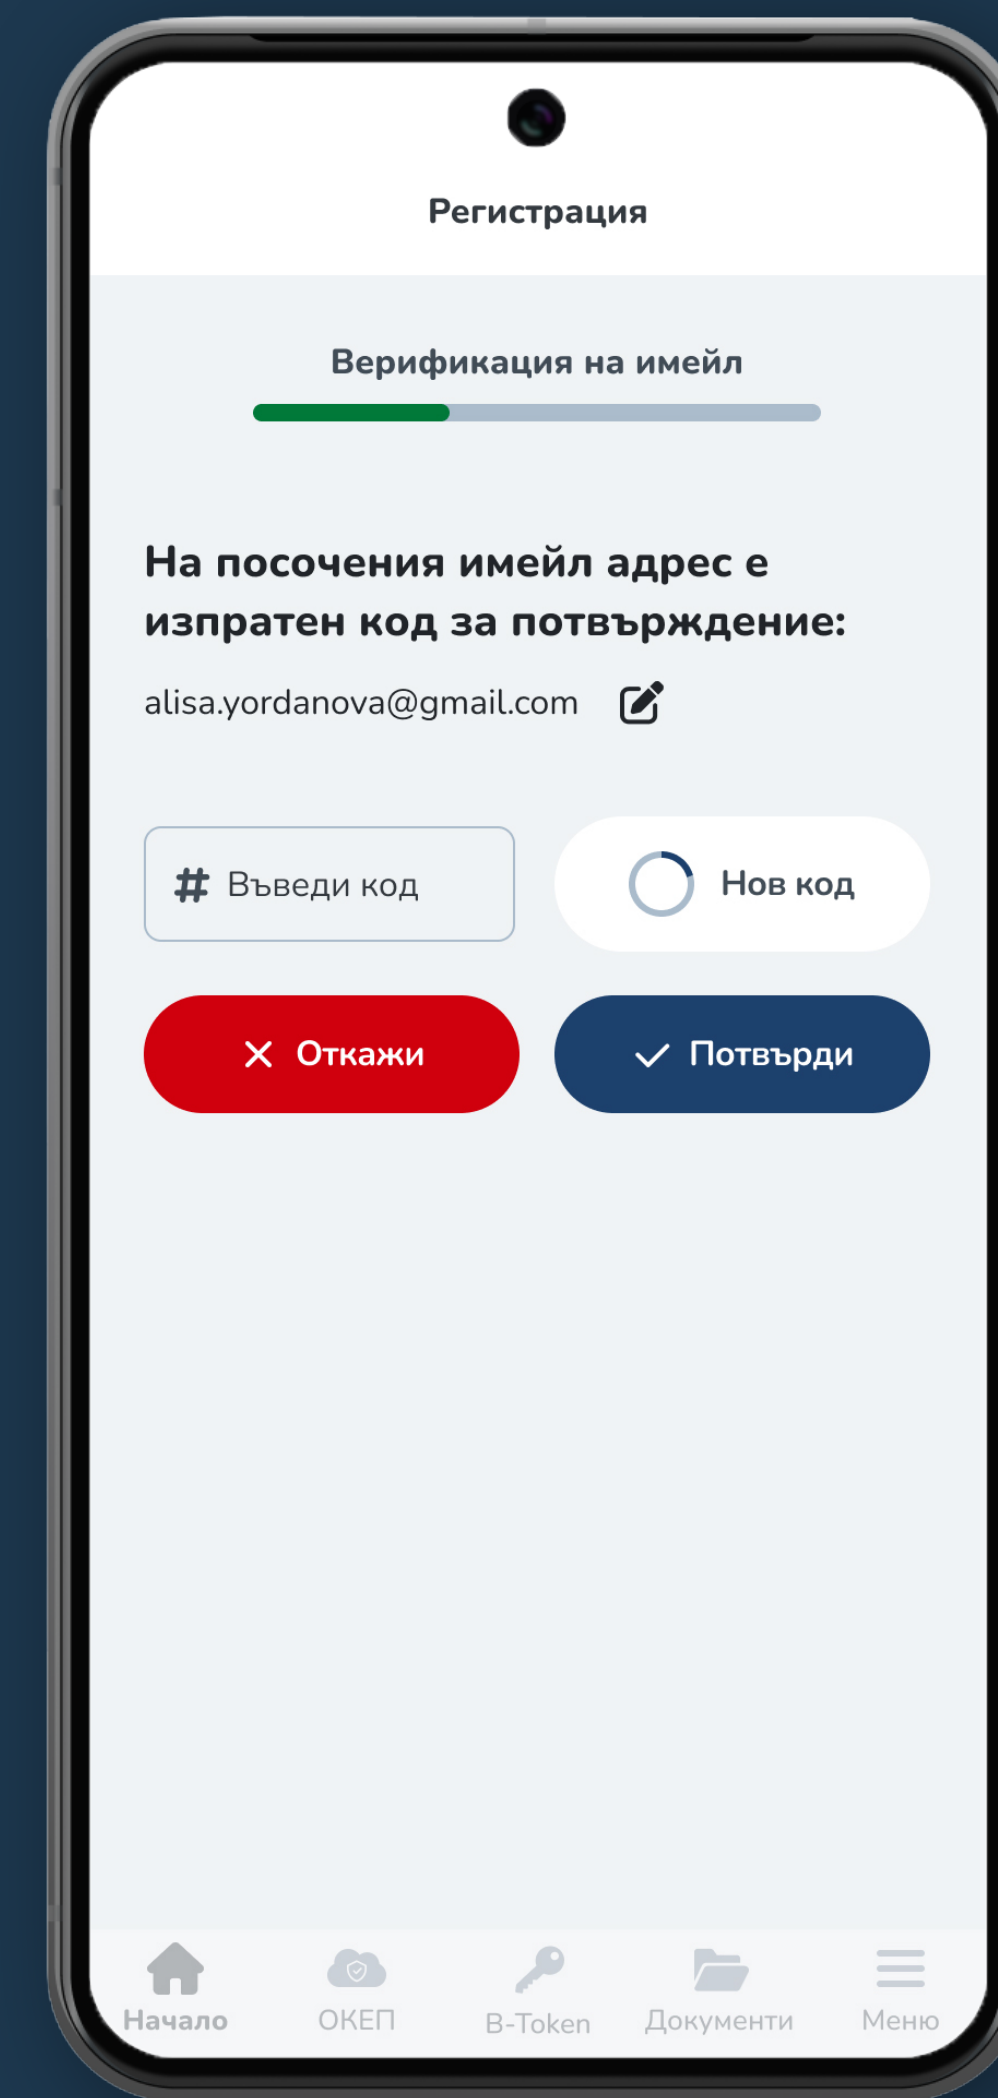 Регистрация
Верификация на имейл
На посочения имейл адрес е
изпратен код за потвърждение:
alisa.yordanova@gmail.com
# Въведи код
Нов код
Откажи
Потвърди
Начало
ОКЕП
B-Token
Документи
Меню